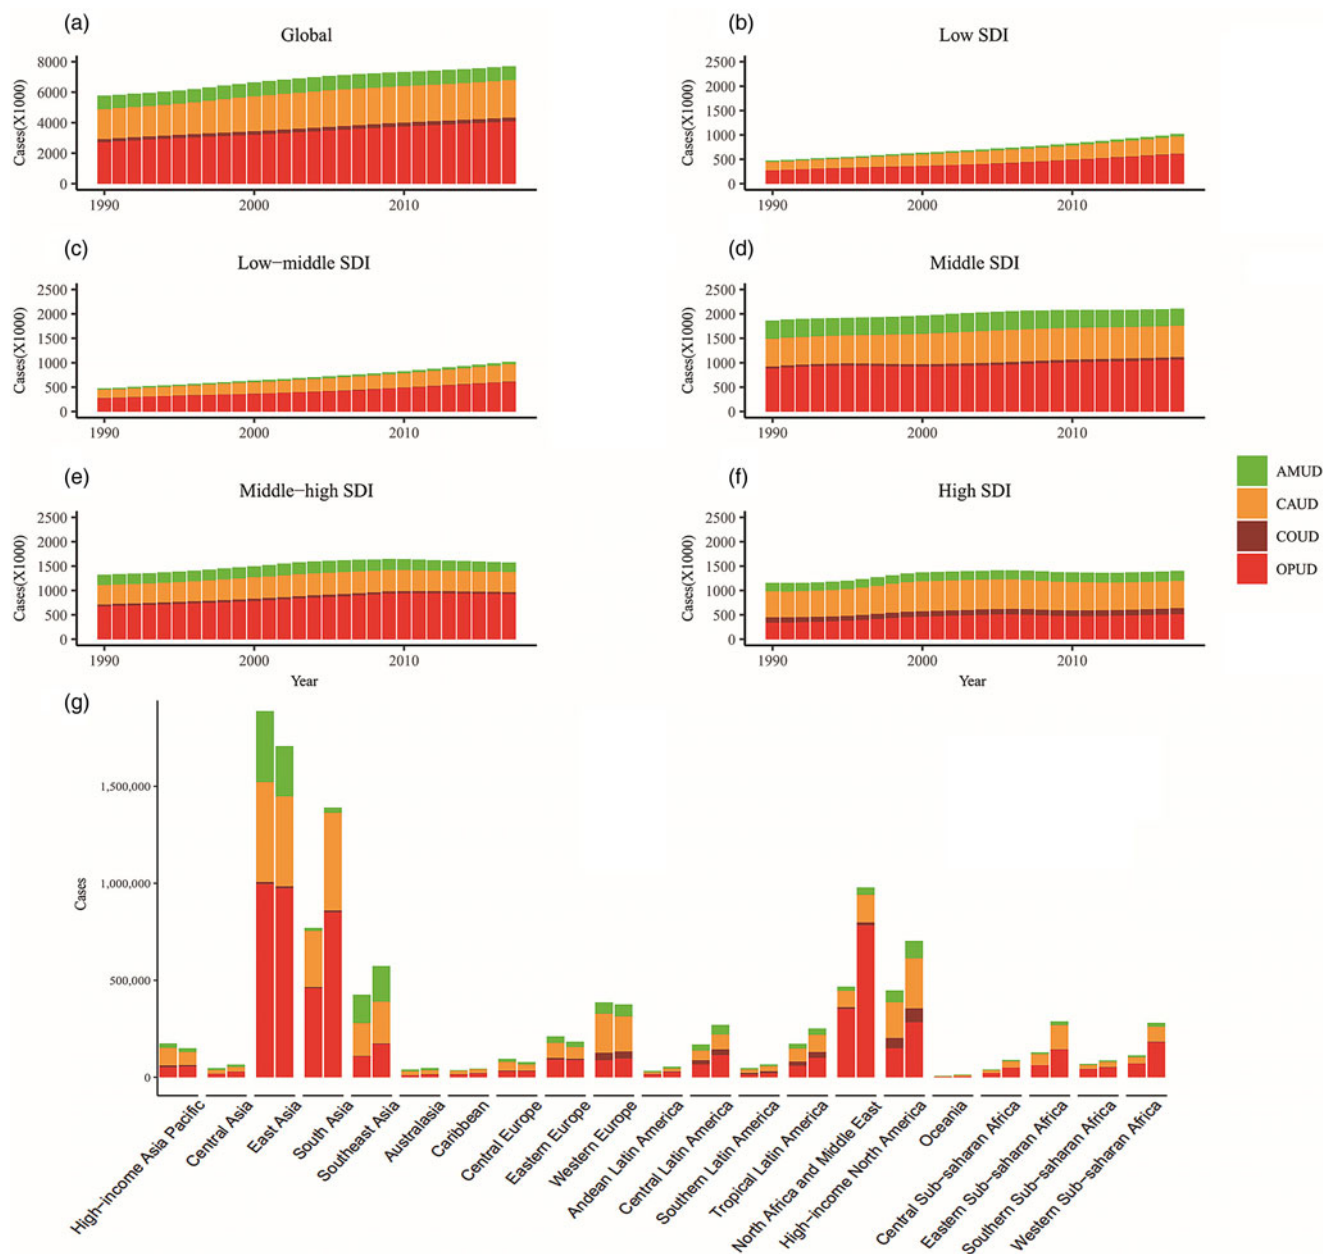 (a)
Global
Cases(X1000)
8000
6000
4000
2000
0
1990
2000
2010
(b)
Low SDI
Cases(X1000)
2500
2000
1500
1000
500
0
1990
2000
2010
(c)
Low−middle SDI
Cases(X1000)
2500
2000
1500
1000
500
0
1990
2000
2010
(d)
Middle SDI
Cases(X1000)
2500
2000
1500
1000
500
0
1990
2000
2010
(e)
Middle−high SDI
Cases(X1000)
2500
2000
1500
1000
500
0
1990
2000
2010
Year
(f)
High SDI
Cases(X1000)
2500
2000
1500
1000
500
0
1990
2000
2010
Year
AMUD
CAUD
COUD
OPUD
(g)
Cases
1,500,000
1,000,000
500,000
0
High−income Asia Pacific
Central Asia
East Asia
South Asia
Southeast Asia
Australasia
Caribbean
Central Europe
Eastern Europe
Western Europe
Andean Latin America
Central Latin America
Southern Latin America
Tropical Latin America
North Africa and Middle East
High−income North America
Oceania
Central Sub−saharan Africa
Eastern Sub−saharan Africa
Southern Sub−saharan Africa
Western Sub−saharan Africa